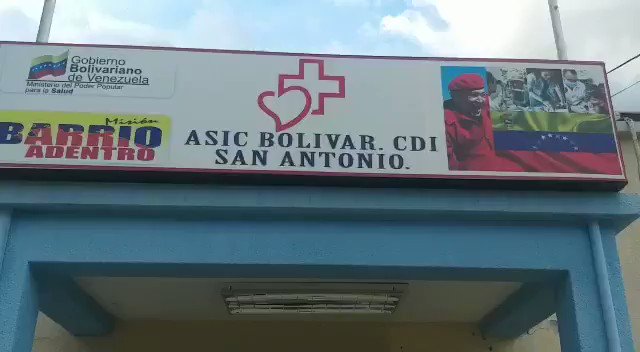 Gobierno
Bolivariano
de Venezuela
Ministerio del Poder Popular
para la Salud
Misión
BARRIO
ADENTRO
ASIC BOLIVAR. CDI
SAN ANTONIO.